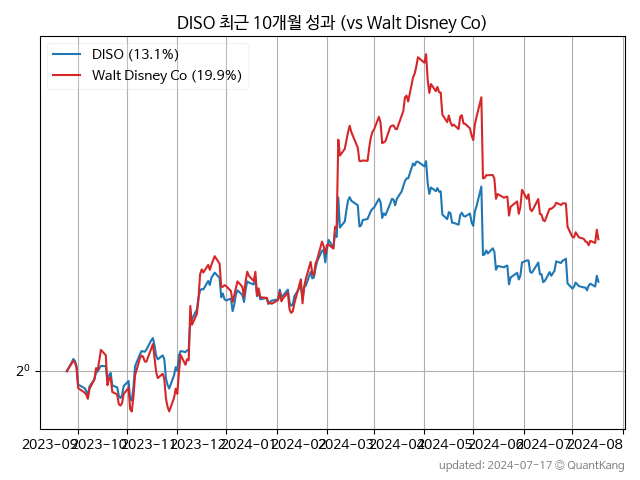 DISO 최근 10개월 성과 (vs Walt Disney Co)
DISO (13.1%)
Walt Disney Co (19.9%)
2⁰
2023-09 2023-10 2023-11 2023-12 2024-01 2024-02 2024-03 2024-04 2024-05 2024-06 2024-07 2024-08
updated: 2024-07-17 © QuantKang